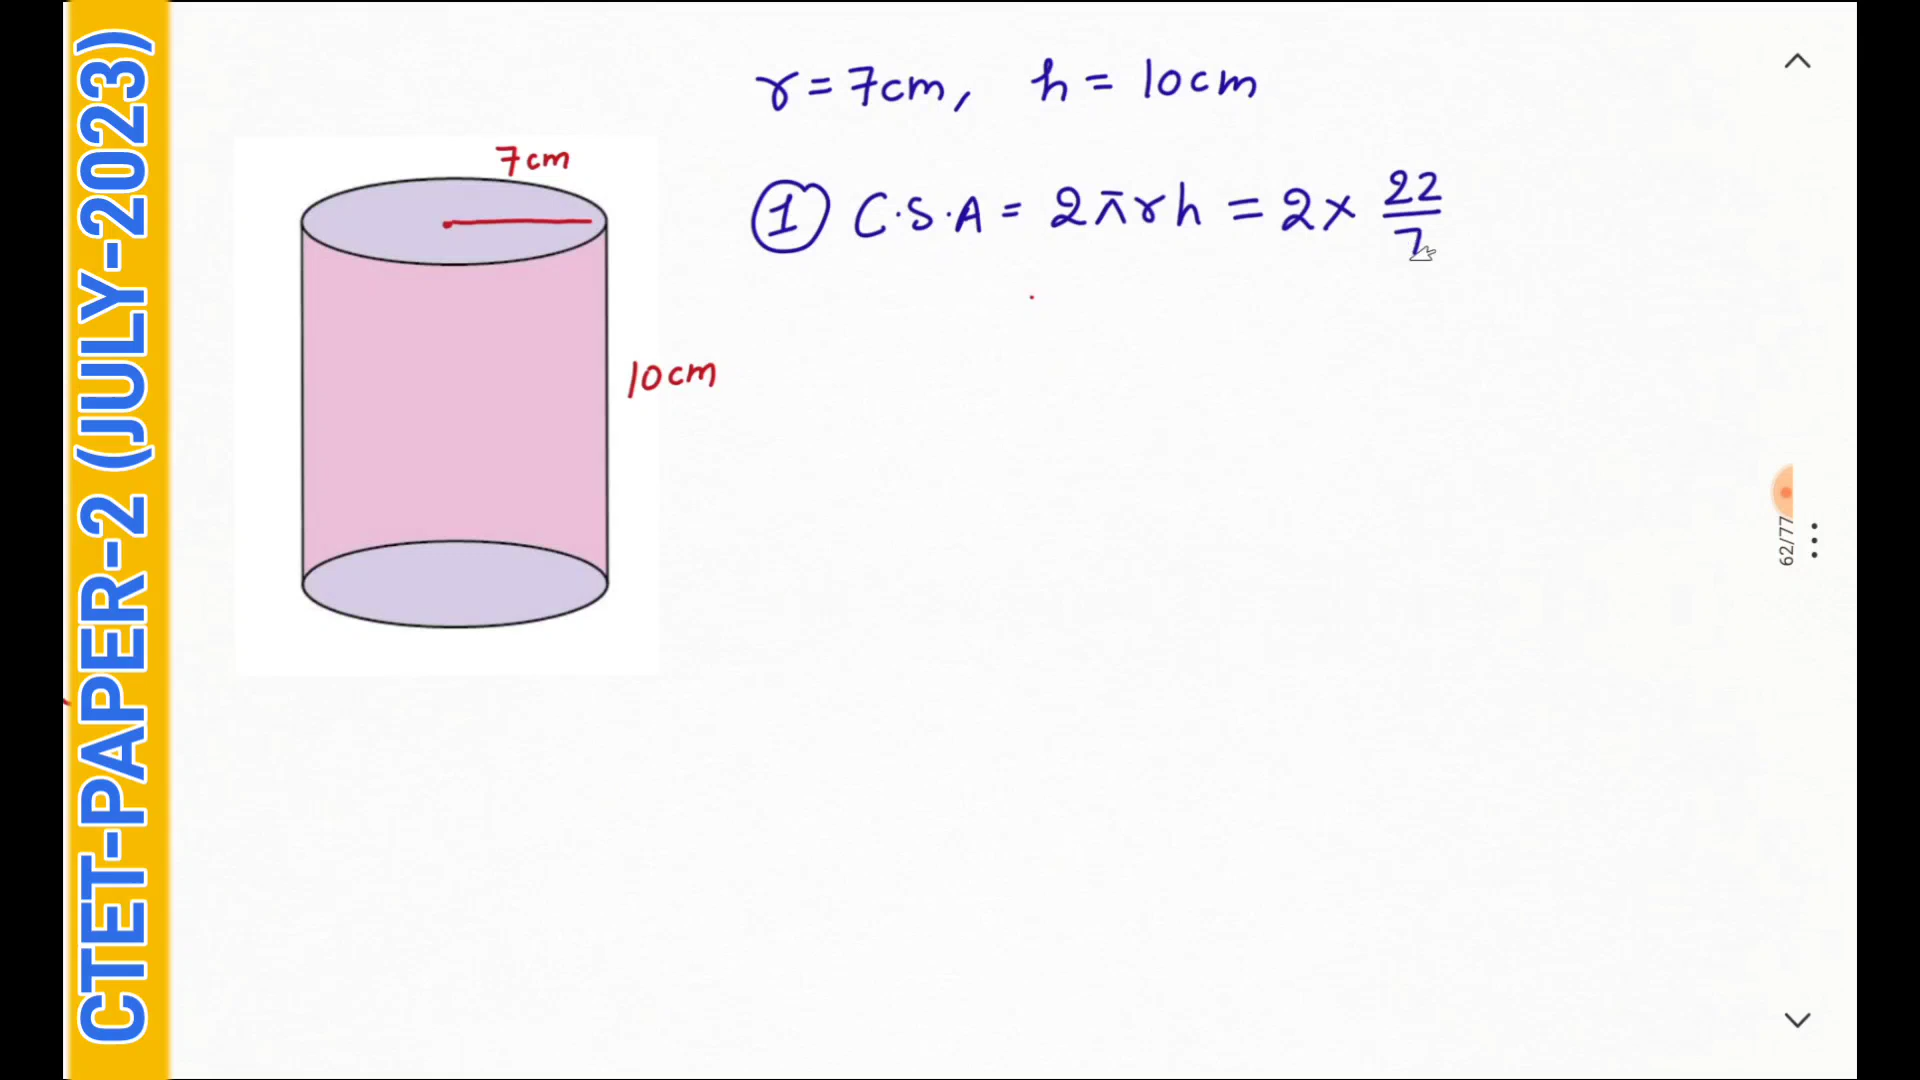 CTET-PAPER-2 (JULY-2023)
r = 7cm, h = 10cm
7cm
① C.S.A = 2πrh = 2 × 22/7
10cm
62/77